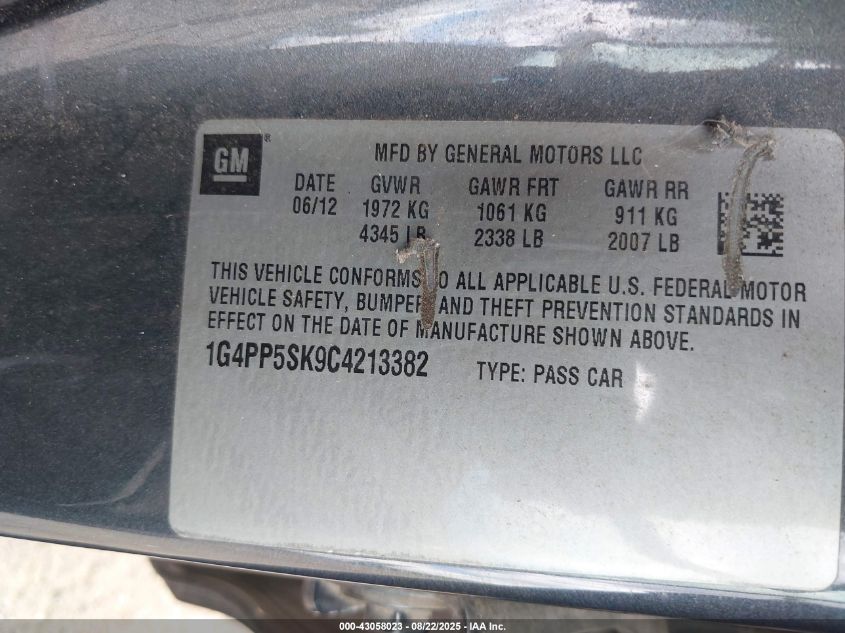 GM ®
MFD BY GENERAL MOTORS LLC
DATE GVWR GAWR FRT GAWR RR
06/12 1972 KG 1061 KG 911 KG
4345 LB 2338 LB 2007 LB
THIS VEHICLE CONFORMS TO ALL APPLICABLE U.S. FEDERAL MOTOR
VEHICLE SAFETY, BUMPER, AND THEFT PREVENTION STANDARDS IN
EFFECT ON THE DATE OF MANUFACTURE SHOWN ABOVE.
1G4PP5SK9C4213382 TYPE: PASS CAR
000-43058023 - 08/22/2025 - IAA Inc.